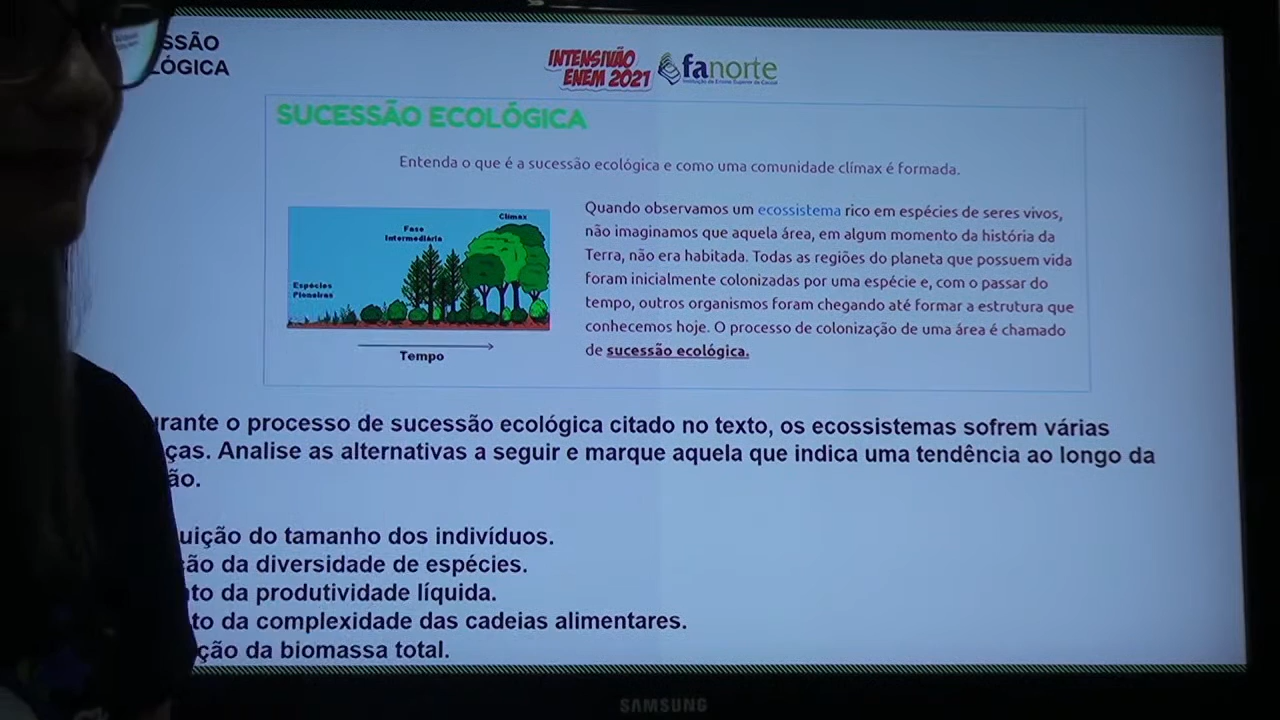 SSÃO
LÓGICA
INTENSIVÃO
ENEM 2021
fanorte
SUCESSÃO ECOLÓGICA
Entenda o que é a sucessão ecológica e como uma comunidade clímax é formada.
Clímax
Fase
Intermediária
Espécies
Pioneiras
Tempo
Quando observamos um ecossistema rico em espécies de seres vivos,
não imaginamos que aquela área, em algum momento da história da
Terra, não era habitada. Todas as regiões do planeta que possuem vida
foram inicialmente colonizadas por uma espécie e, com o passar do
tempo, outros organismos foram chegando até formar a estrutura que
conhecemos hoje. O processo de colonização de uma área é chamado
de sucessão ecológica.
urante o processo de sucessão ecológica citado no texto, os ecossistemas sofrem várias
ças. Analise as alternativas a seguir e marque aquela que indica uma tendência ao longo da
ão.
uição do tamanho dos indivíduos.
ção da diversidade de espécies.
to da produtividade líquida.
to da complexidade das cadeias alimentares.
ção da biomassa total.
SAMSUNG